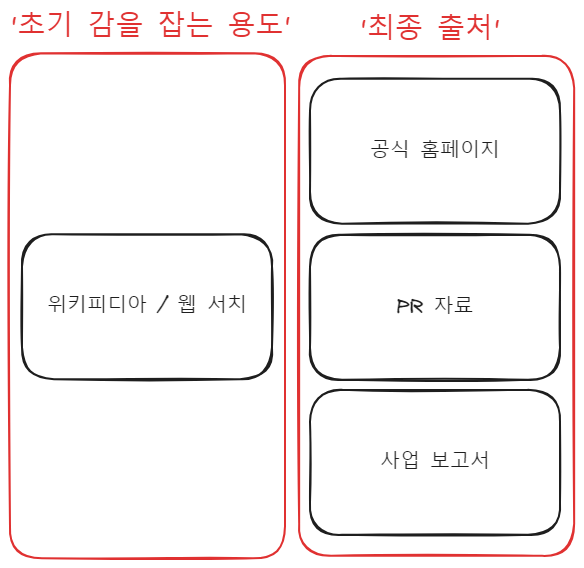 '초기 감을 잡는 용도'
'최종 출처'
공식 홈페이지
위키피디아 / 웹 서치
PR 자료
사업 보고서